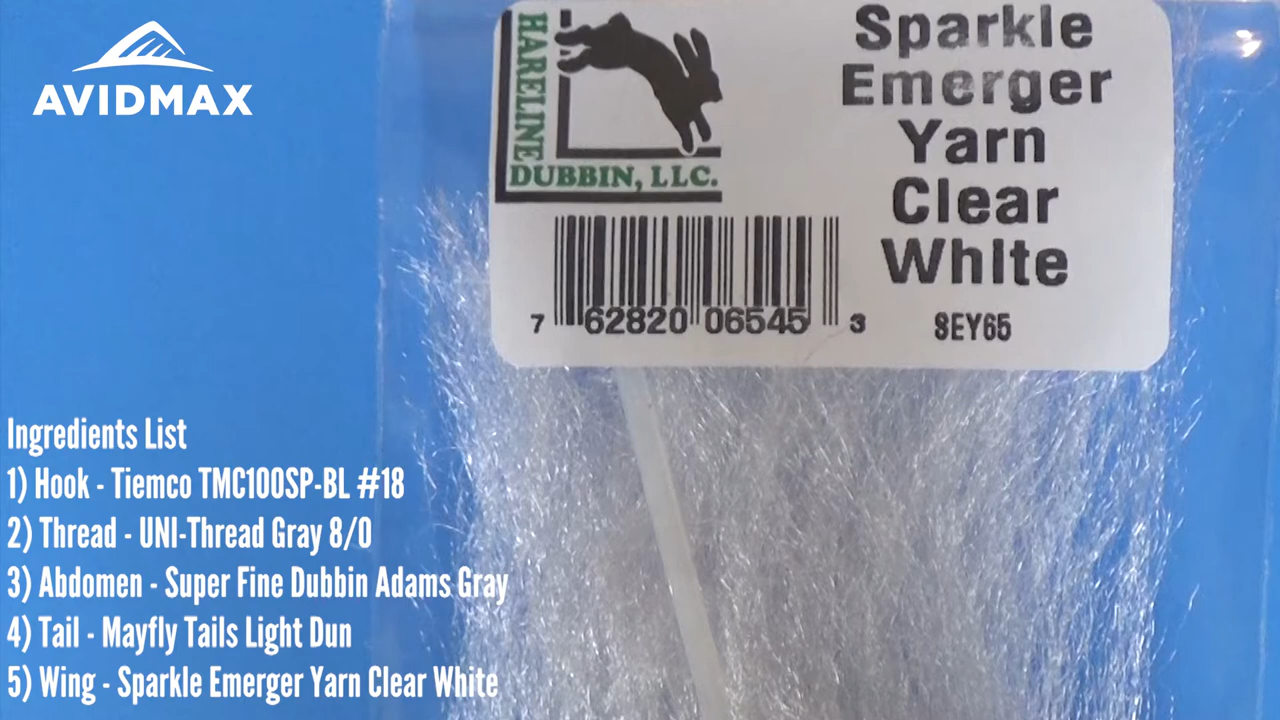 AVIDMAX
HARELINE
DUBBIN, LLC.
Sparkle
Emerger
Yarn
Clear
White
7 62820 06545 3
SEY65
Ingredients List
1) Hook - Tiemco TMC100SP-BL #18
2) Thread - UNI-Thread Gray 8/0
3) Abdomen - Super Fine Dubbin Adams Gray
4) Tail - Mayfly Tails Light Dun
5) Wing - Sparkle Emerger Yarn Clear White